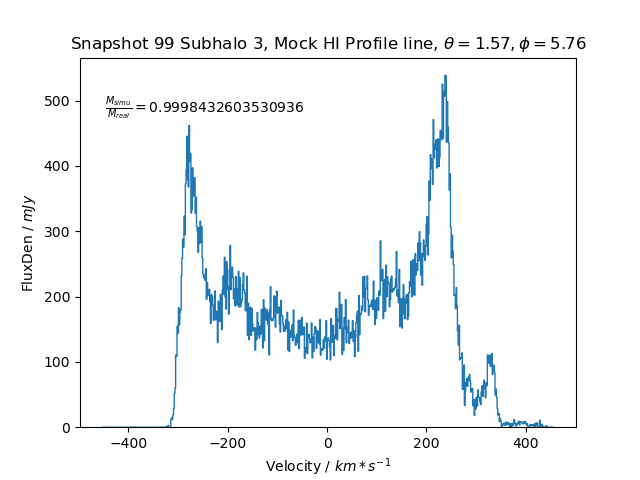 Snapshot 99 Subhalo 3, Mock HI Profile line, θ = 1.57, ϕ = 5.76
M_simu/M_real = 0.9998432603530936
FluxDen / mJy
500
400
300
200
100
0
−400 −200 0 200 400
Velocity / km * s⁻¹